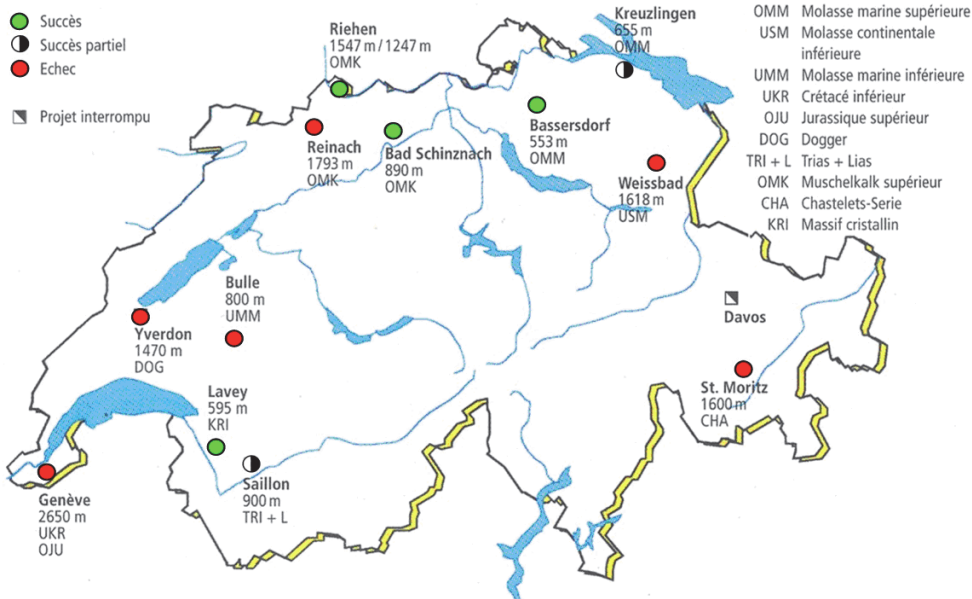 Succès
Succès partiel
Echec
Projet interrompu
Riehen
1547 m / 1247 m
OMK
Kreuzlingen
655 m
OMM
OMM Molasse marine supérieure
USM Molasse continentale
inférieure
UMM Molasse marine inférieure
UKR Crétacé inférieur
OJU Jurassique supérieur
DOG Dogger
TRI + L Trias + Lias
OMK Muschelkalk supérieur
CHA Chastelets-Serie
KRI Massif cristallin
Reinach
1793 m
OMK
Bad Schinznach
890 m
OMK
Bassersdorf
553 m
OMM
Weissbad
1618 m
USM
Bulle
800 m
UMM
Yverdon
1470 m
DOG
Davos
Lavey
595 m
KRI
St. Moritz
1600 m
CHA
Saillon
900 m
TRI + L
Genève
2650 m
UKR
OJU